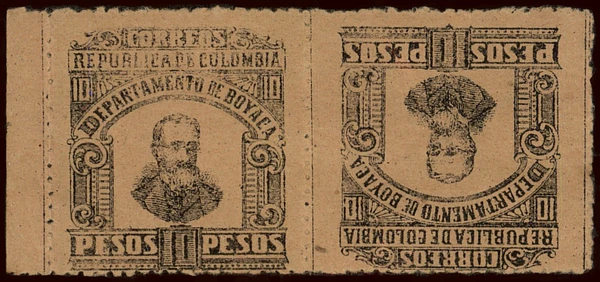 CORREOS
REPUBLICA DE COLOMBIA
10 10
DEPARTAMENTO DE BOYACA
PESOS 10 PESOS
CORREOS
REPUBLICA DE COLOMBIA
10 10
DEPARTAMENTO DE BOYACA
PESOS 10 PESOS